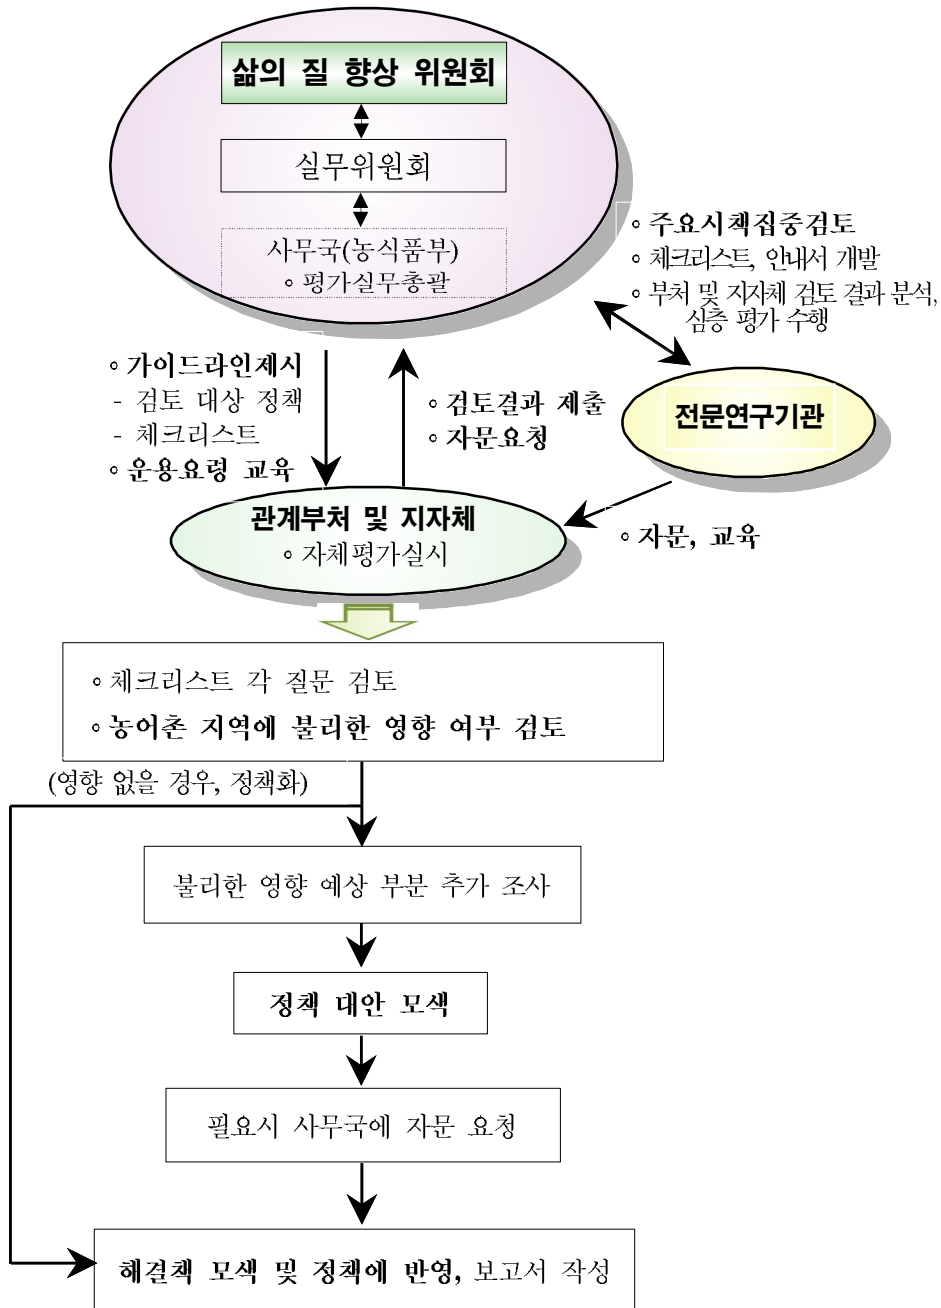 삶의 질 향상 위원회
실무위원회
사무국(농식품부)
◦ 평가실무총괄
◦ 주요시책집중검토
◦ 체크리스트, 안내서 개발
◦ 부처 및 지자체 검토 결과 분석,
심층 평가 수행
◦ 가이드라인제시
- 검토 대상 정책
- 체크리스트
◦ 운용요령 교육
◦ 검토결과 제출
◦ 자문요청
전문연구기관
관계부처 및 지자체
◦ 자체평가실시
◦ 자문, 교육
◦ 체크리스트 각 질문 검토
◦ 농어촌 지역에 불리한 영향 여부 검토
(영향 없을 경우, 정책화)
불리한 영향 예상 부분 추가 조사
정책 대안 모색
필요시 사무국에 자문 요청
해결책 모색 및 정책에 반영, 보고서 작성